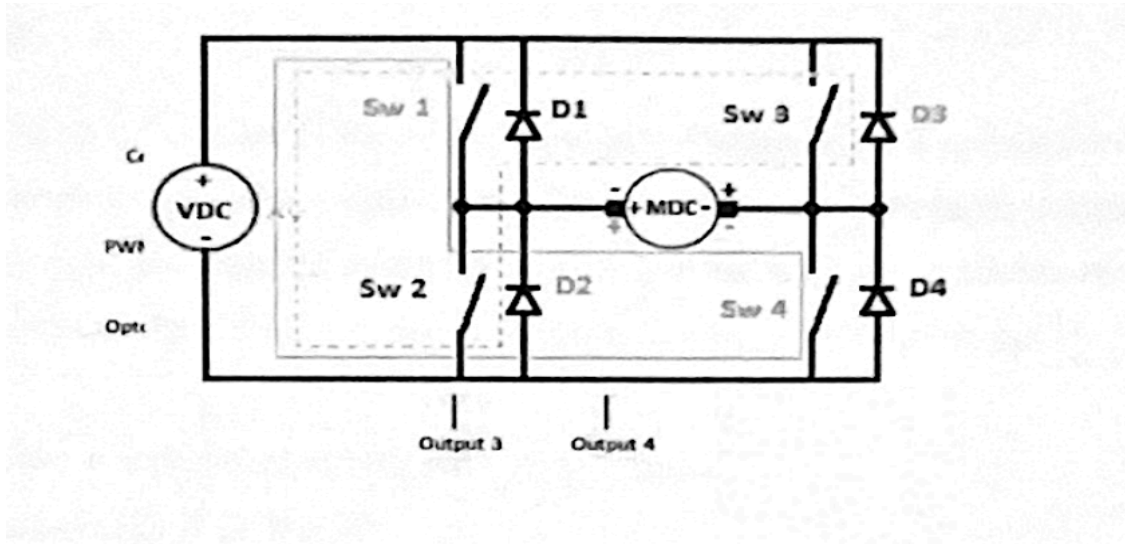 Sw 1
D1
Sw 3
D3
+
VDC
-
-
+
+ MDC -
+
-
Sw 2
D2
Sw 4
D4
Output 3
Output 4